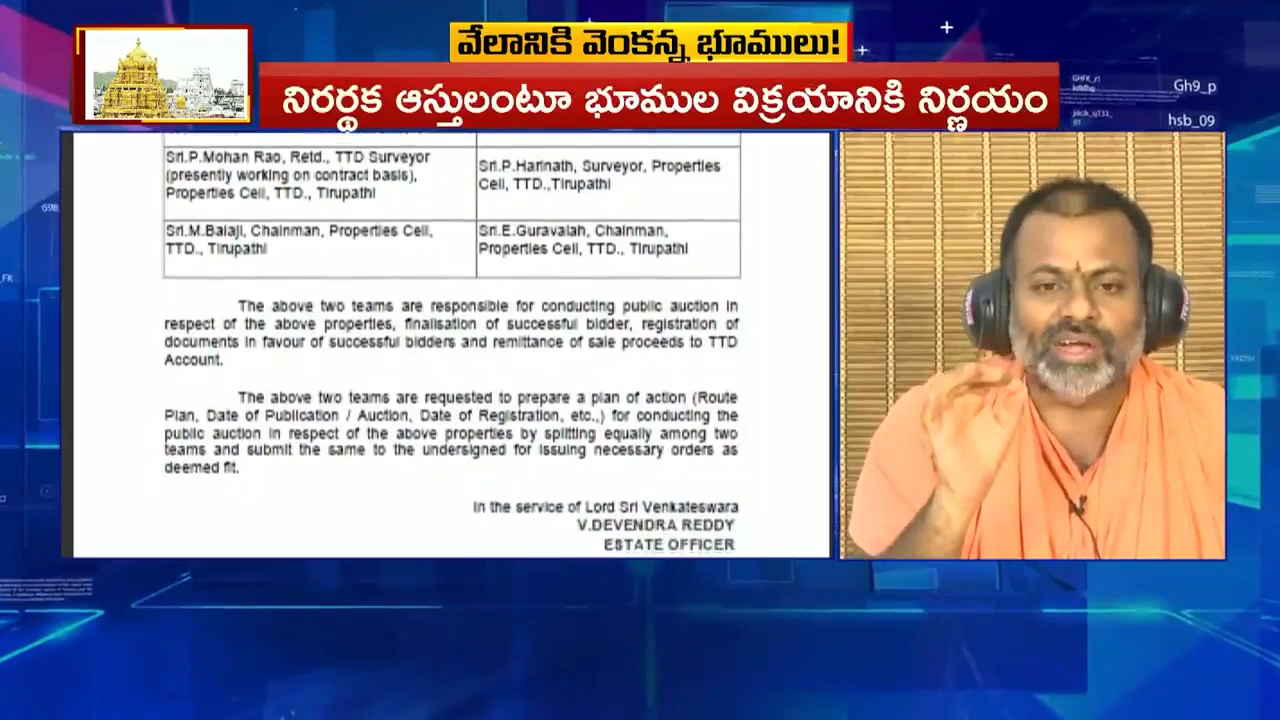 వేలానికి వెంకన్న భూములు!
నిరర్థక ఆస్తులంటూ భూముల విక్రయానికి నిర్ణయం
Gh9_p
hsb_09
Sri.P.Mohan Rao, Retd., TTD Surveyor
(presently working on contract basis),
Properties Cell, TTD., Tirupathi
Sri.P.Harinath, Surveyor, Properties
Cell, TTD.,Tirupathi
Sri.M.Balaji, Chainman, Properties Cell,
TTD., Tirupathi
Sri.E.Guravaiah, Chainman,
Properties Cell, TTD., Tirupathi
The above two teams are responsible for conducting public auction in
respect of the above properties, finalisation of successful bidder, registration of
documents in favour of successful bidders and remittance of sale proceeds to TTD
Account.
The above two teams are requested to prepare a plan of action (Route
Plan, Date of Publication / Auction, Date of Registration, etc.,) for conducting the
public auction in respect of the above properties by splitting equally among two
teams and submit the same to the undersigned for issuing necessary orders as
deemed fit.
In the service of Lord Sri Venkateswara
V.DEVENDRA REDDY
ESTATE OFFICER